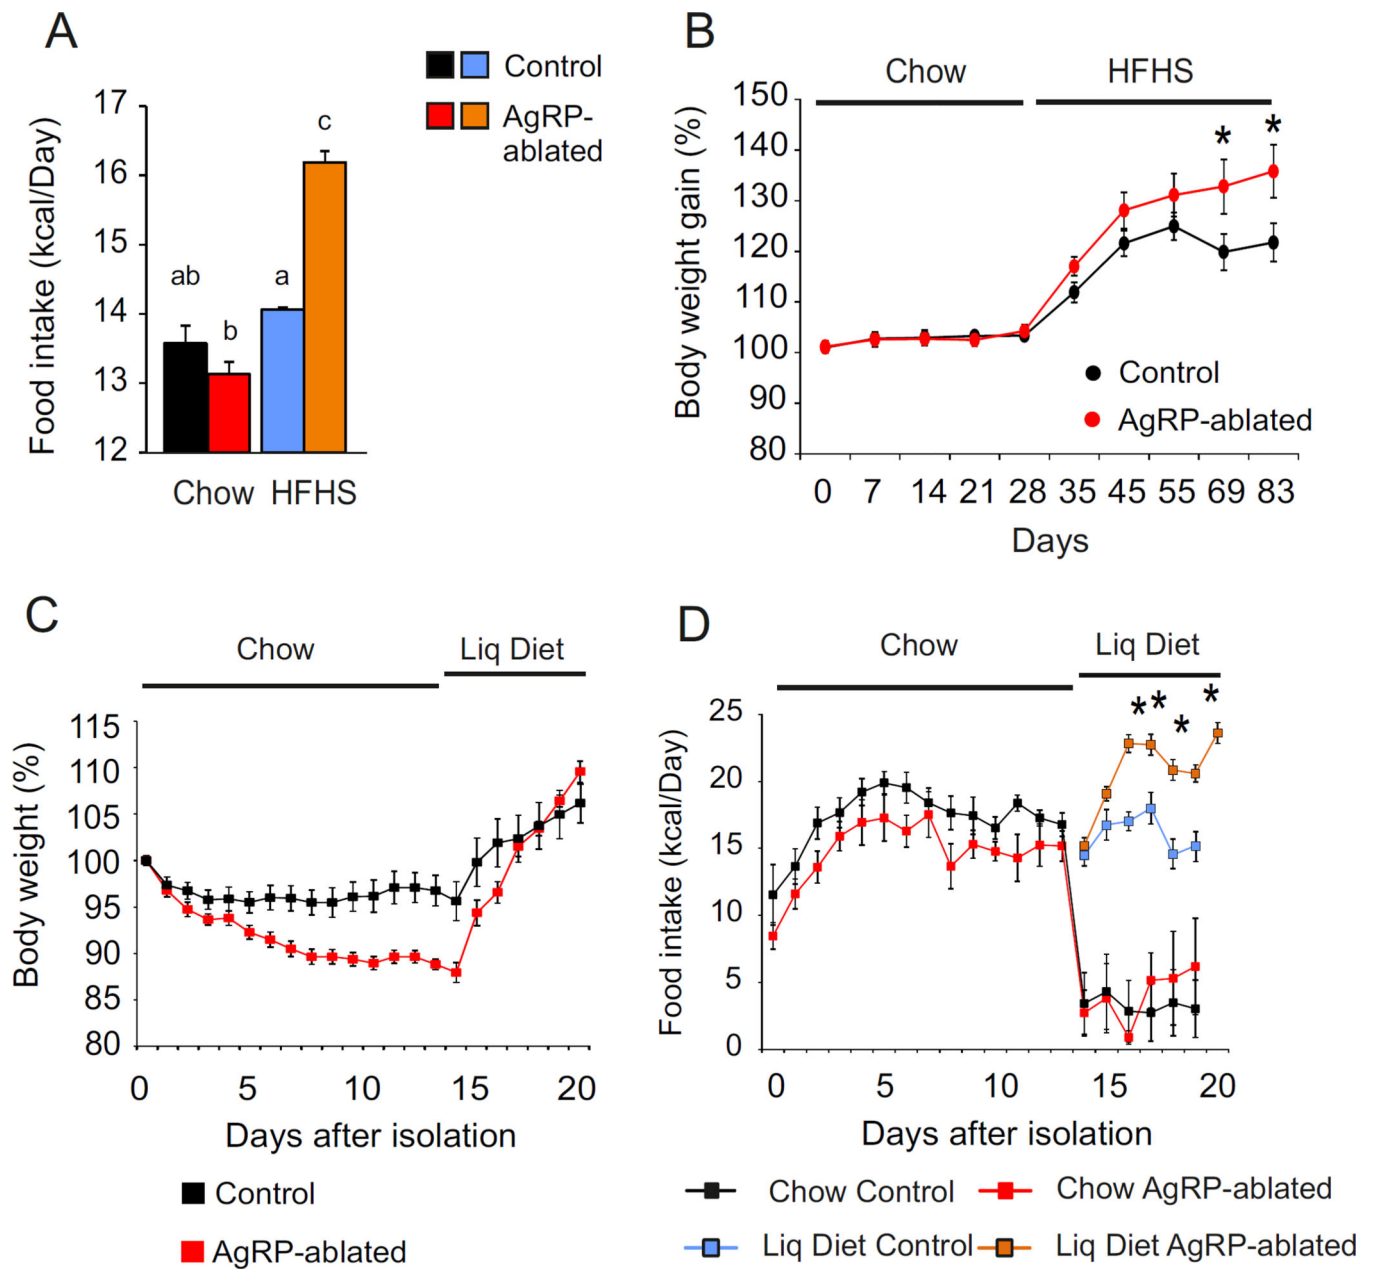 A
Control
AgRP-
ablated
Food intake (kcal/Day)
17
16
15
14
13
12
ab
b
a
c
Chow HFHS
B
Chow
HFHS
Body weight gain (%)
150
140
130
120
110
100
90
80
* *
Control
AgRP-ablated
0 7 14 21 28 35 45 55 69 83
Days
C
Chow
Liq Diet
Body weight (%)
115
110
105
100
95
90
85
80
0 5 10 15 20
Days after isolation
Control
AgRP-ablated
D
Chow
Liq Diet
Food intake (kcal/Day)
25
20
15
10
5
0
* * * *
0 5 10 15 20
Days after isolation
Chow Control
Chow AgRP-ablated
Liq Diet Control
Liq Diet AgRP-ablated